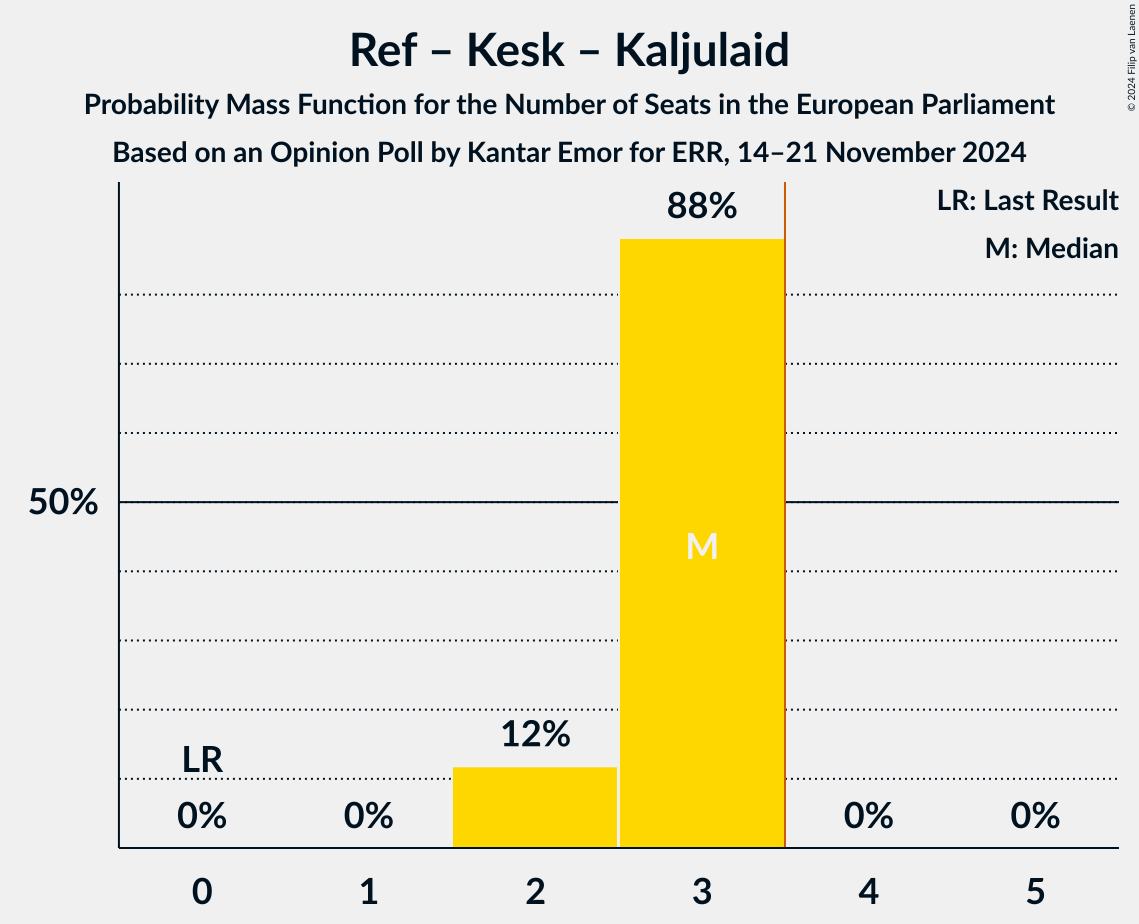 Ref – Kesk – Kaljulaid
Probability Mass Function for the Number of Seats in the European Parliament
Based on an Opinion Poll by Kantar Emor for ERR, 14–21 November 2024
© 2024 Filip van Laenen
LR: Last Result
M: Median
88%
50%
M
12%
LR
0%
0%
0%
0%
0
1
2
3
4
5